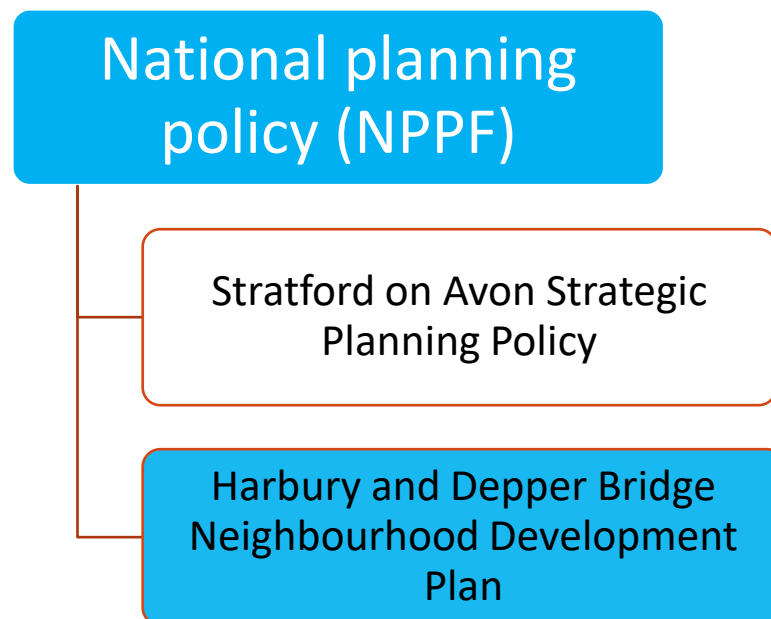 National planning
policy (NPPF)
Stratford on Avon Strategic
Planning Policy
Harbury and Depper Bridge
Neighbourhood Development
Plan